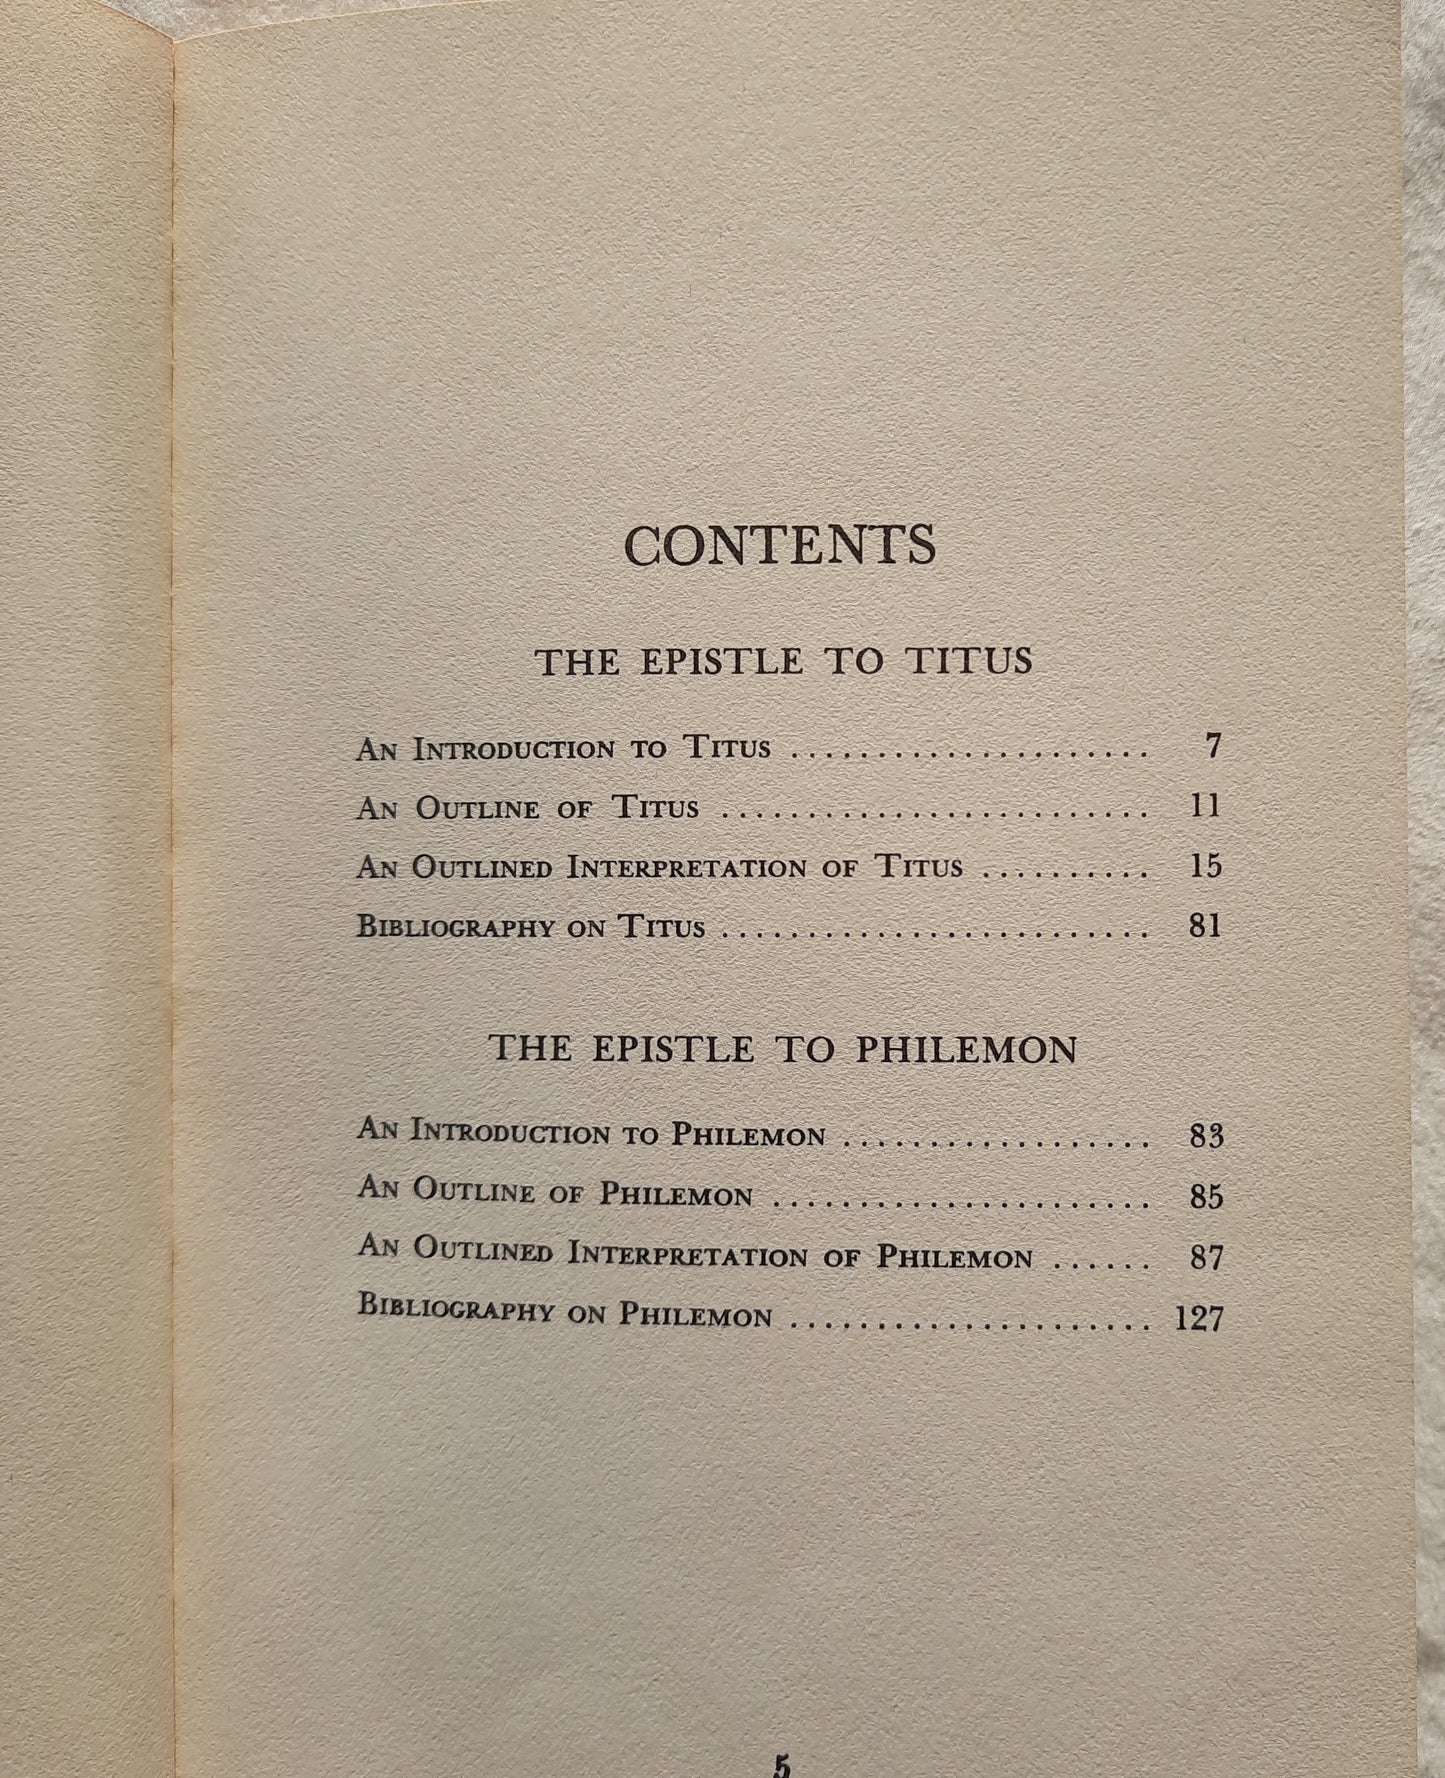 CONTENTS
THE EPISTLE TO TITUS
An Introduction to Titus ..................... 7
An Outline of Titus ......................... 11
An Outlined Interpretation of Titus .......... 15
Bibliography on Titus ......................... 81
THE EPISTLE TO PHILEMON
An Introduction to Philemon .................. 83
An Outline of Philemon ...................... 85
An Outlined Interpretation of Philemon ...... 87
Bibliography on Philemon ..................... 127
5